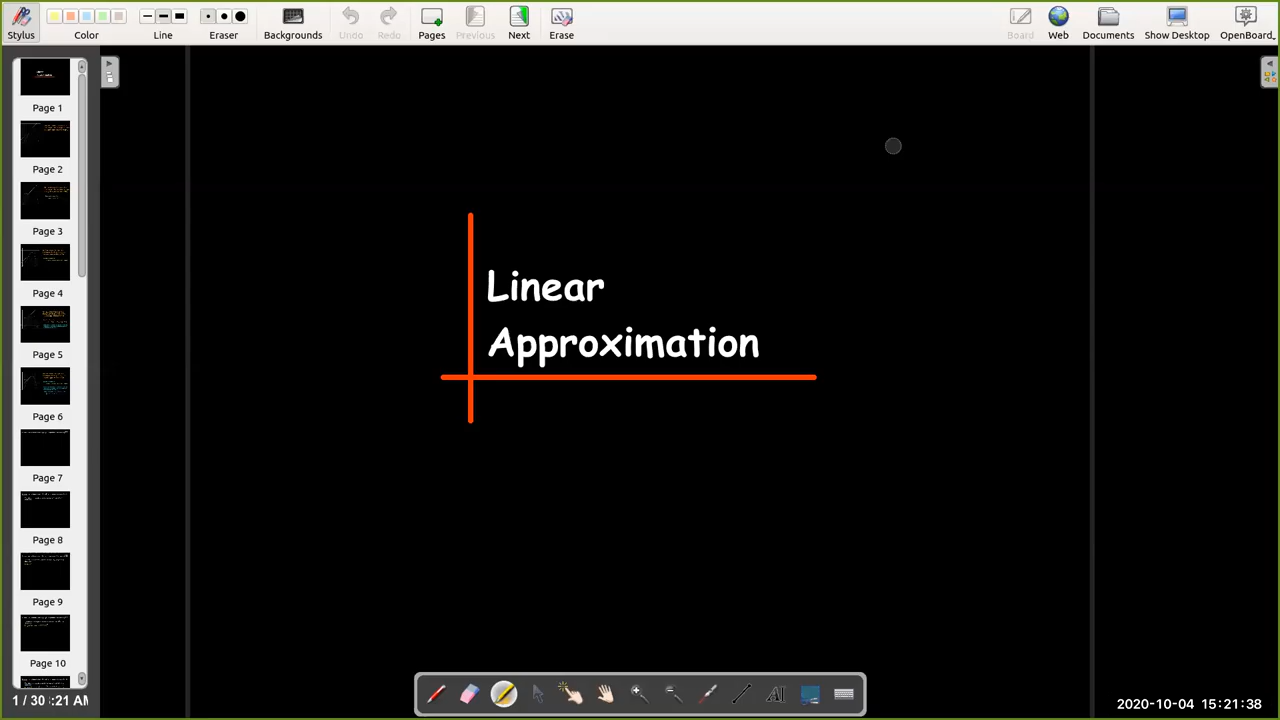 Stylus
Color
Line
Eraser
Backgrounds
Undo
Redo
Pages
Previous
Next
Erase
Board
Web
Documents
Show Desktop
OpenBoard
Page 1
Page 2
Page 3
Page 4
Page 5
Page 6
Page 7
Page 8
Page 9
Page 10
Linear
Approximation
1 / 30
:21 AM
2020-10-04 15:21:38